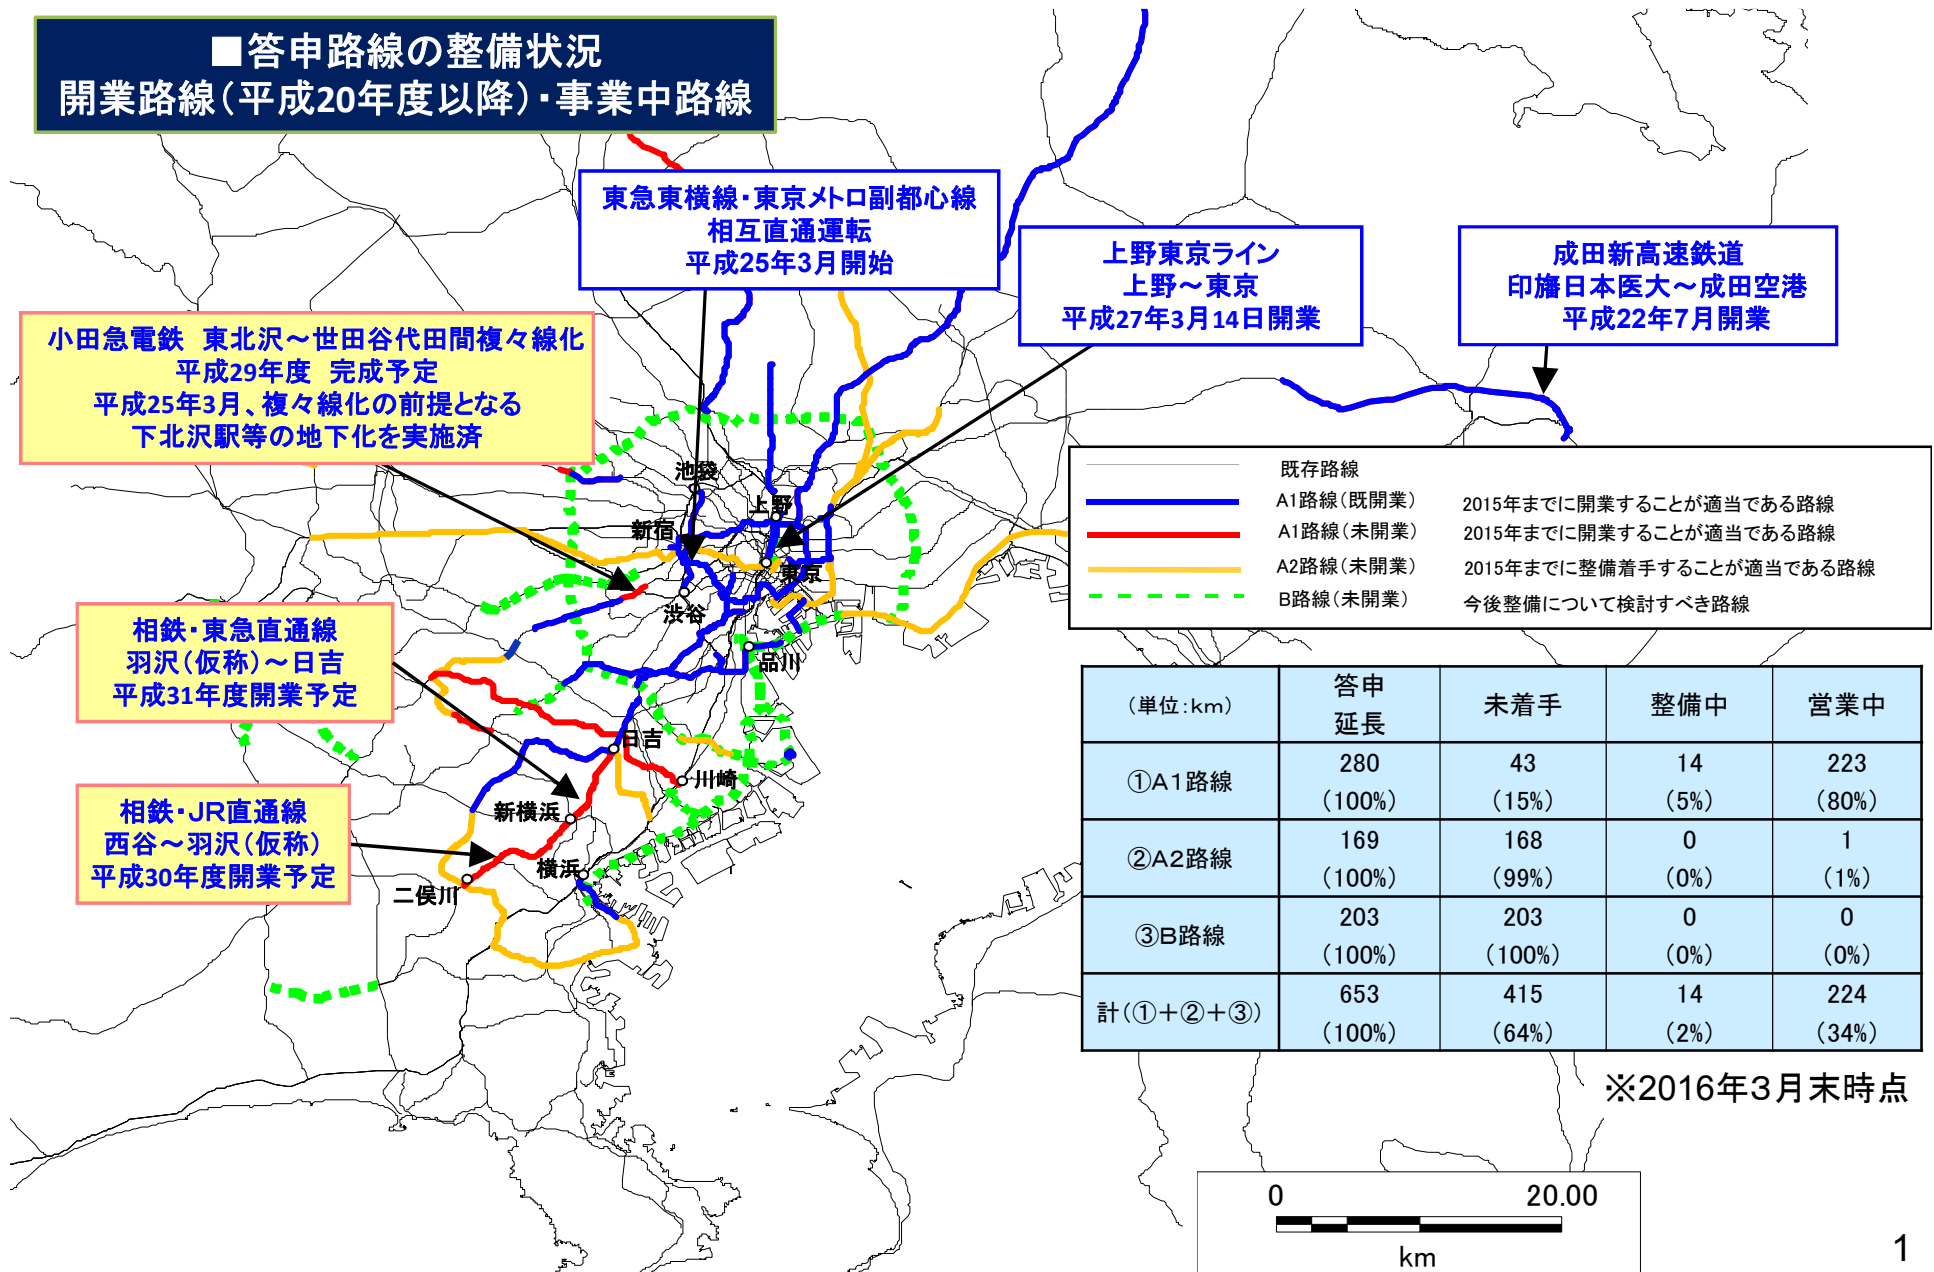 ■答申路線の整備状況
開業路線(平成20年度以降)・事業中路線
東急東横線・東京メトロ副都心線
相互直通運転
平成25年3月開始
上野東京ライン
上野～東京
平成27年3月14日開業
成田新高速鉄道
印旛日本医大～成田空港
平成22年7月開業
小田急電鉄 東北沢～世田谷代田間複々線化
平成29年度 完成予定
平成25年3月、複々線化の前提となる
下北沢駅等の地下化を実施済
相鉄・東急直通線
羽沢(仮称)～日吉
平成31年度開業予定
相鉄・JR直通線
西谷～羽沢(仮称)
平成30年度開業予定
池袋
上野
新宿
東京
渋谷
品川
日吉
川崎
新横浜
横浜
二俣川
既存路線
A1路線(既開業) 2015年までに開業することが適当である路線
A1路線(未開業) 2015年までに開業することが適当である路線
A2路線(未開業) 2015年までに整備着手することが適当である路線
B路線(未開業) 今後整備について検討すべき路線
(単位:km) 答申延長 未着手 整備中 営業中
①A1路線 280 43 14 223
(100%) (15%) (5%) (80%)
②A2路線 169 168 0 1
(100%) (99%) (0%) (1%)
③B路線 203 203 0 0
(100%) (100%) (0%) (0%)
計(①+②+③) 653 415 14 224
(100%) (64%) (2%) (34%)
※2016年3月末時点
0 20.00
km
1